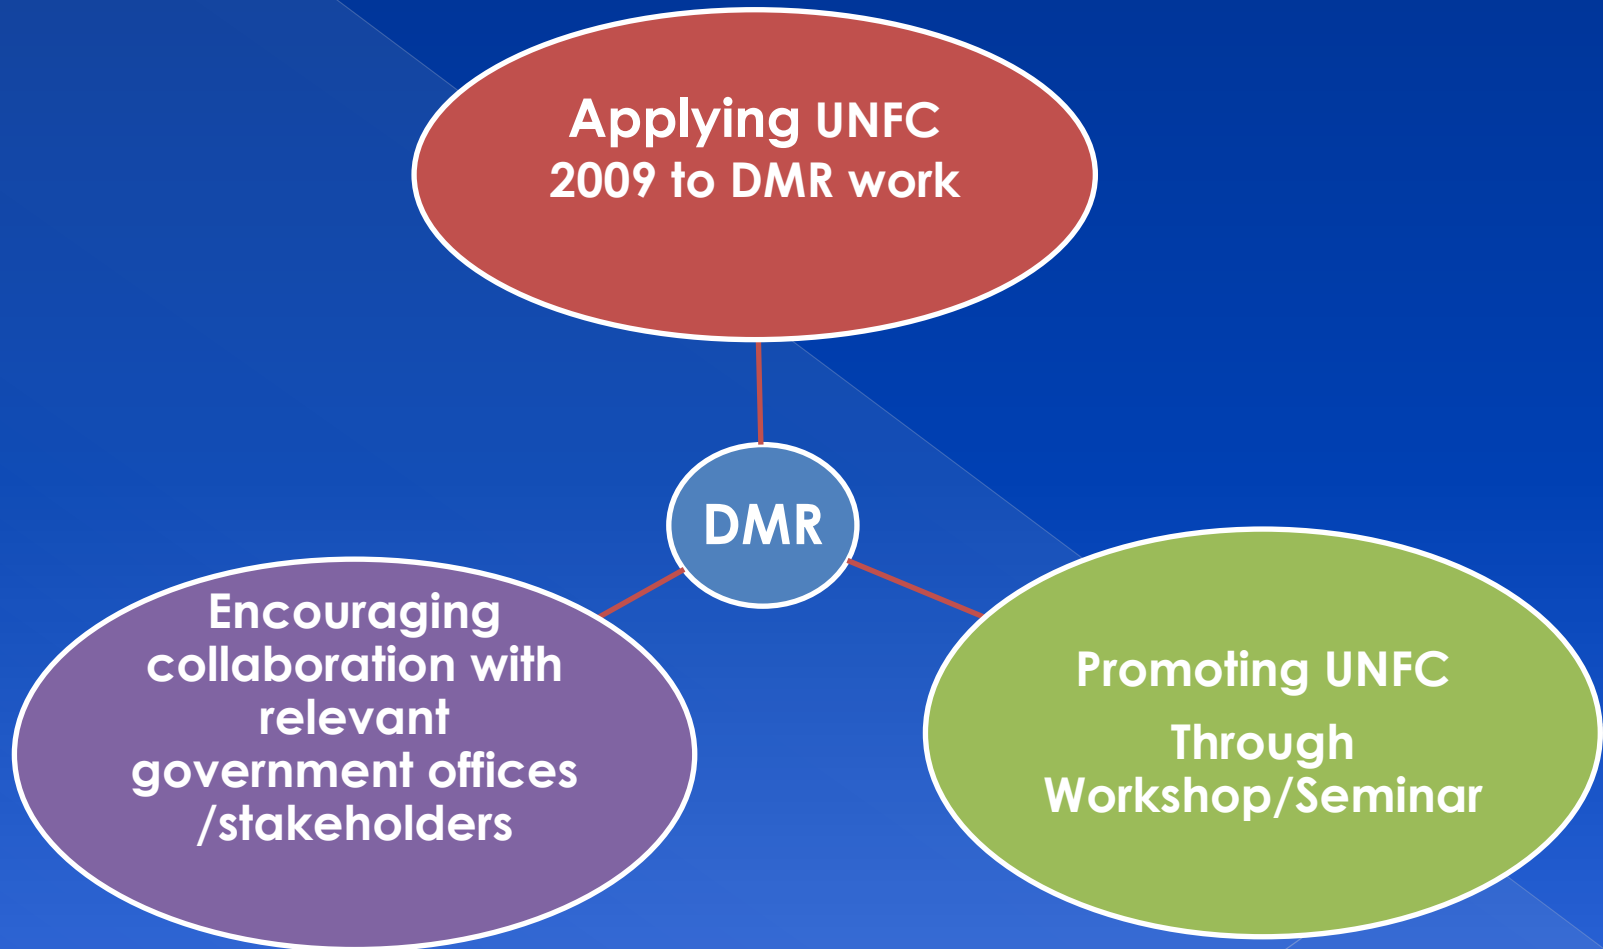 Applying UNFC
2009 to DMR work
DMR
Encouraging
collaboration with
relevant
government offices
/stakeholders
Promoting UNFC
Through
Workshop/Seminar